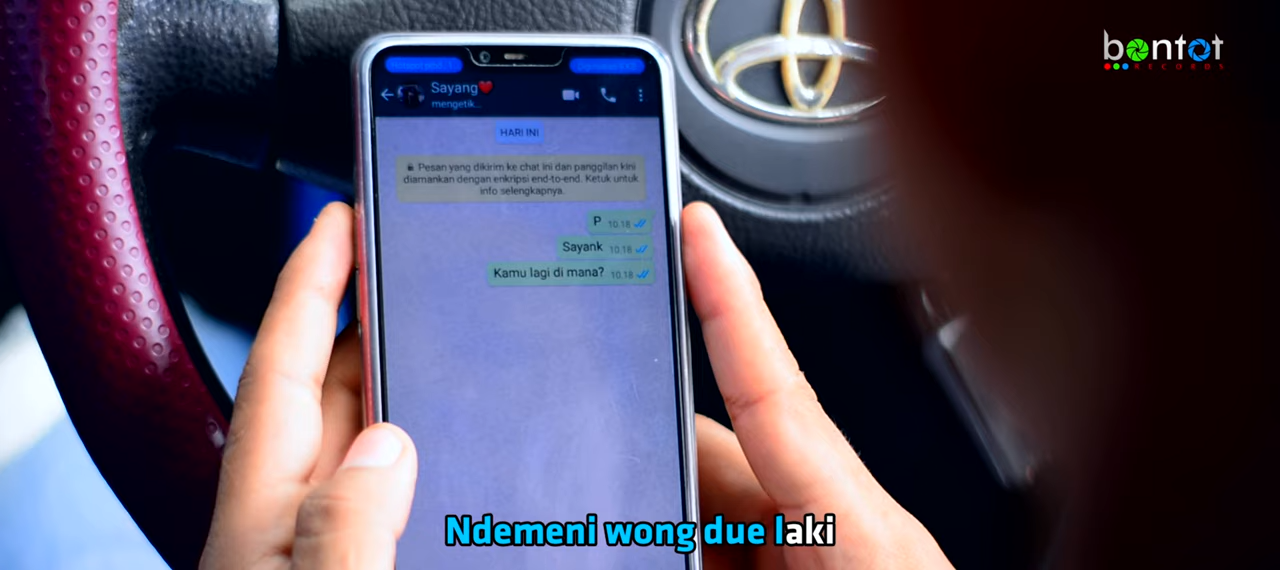 bontot
RECORDS
Sayang❤️
mengetik...
HARI INI
Pesan yang dikirim ke chat ini dan panggilan kini
diamankan dengan enkripsi end-to-end. Ketuk untuk
info selengkapnya.
P 10.18
Sayank 10.18
Kamu lagi di mana? 10.18
Ndemeni wong due laki